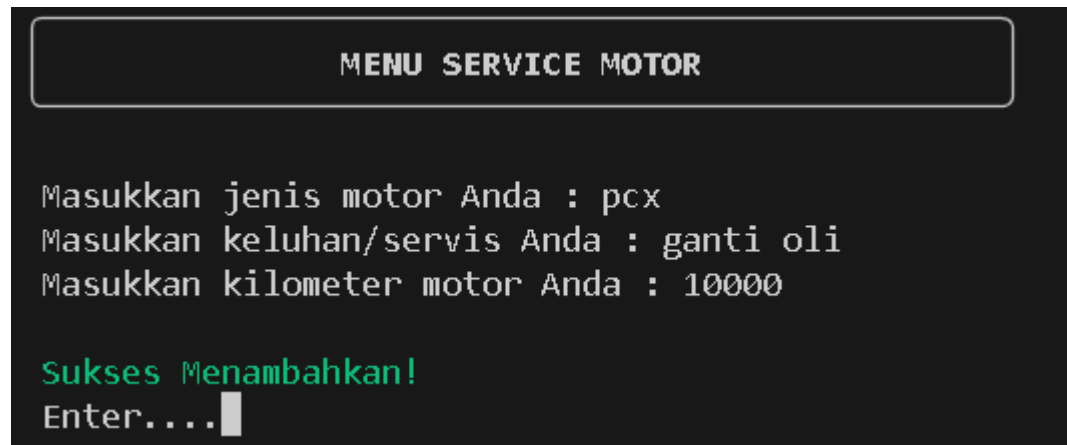 MENU SERVICE MOTOR
Masukkan jenis motor Anda : pcx
Masukkan keluhan/servis Anda : ganti oli
Masukkan kilometer motor Anda : 10000
Sukses Menambahkan!
Enter....